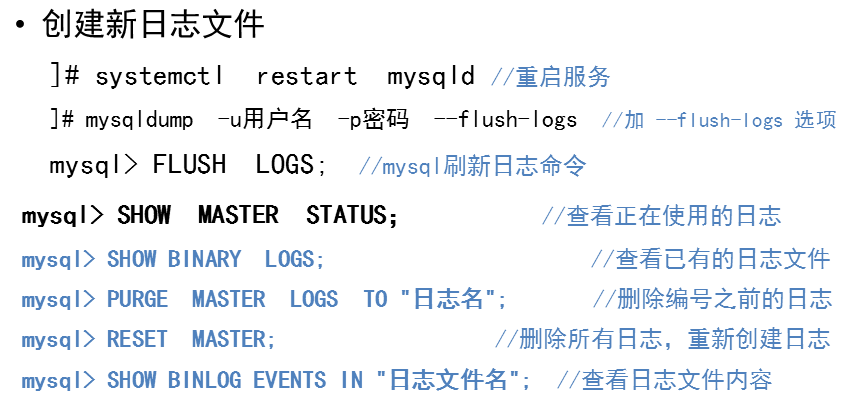 • 创建新日志文件
]# systemctl restart mysqld //重启服务
]# mysqldump -u用户名 -p密码 --flush-logs //加 --flush-logs 选项
mysql> FLUSH LOGS; //mysql刷新日志命令
mysql> SHOW MASTER STATUS； //查看正在使用的日志
mysql> SHOW BINARY LOGS; //查看已有的日志文件
mysql> PURGE MASTER LOGS TO "日志名"; //删除编号之前的日志
mysql> RESET MASTER; //删除所有日志，重新创建日志
mysql> SHOW BINLOG EVENTS IN "日志文件名"; //查看日志文件内容